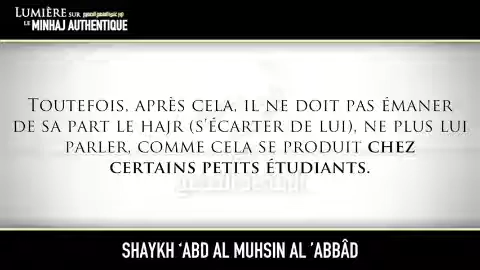 LUMIÈRE SUR
LE MINHAJ AUTHENTIQUE
TOUTEFOIS, APRÈS CELA, IL NE DOIT PAS ÉMANER
DE SA PART LE HAJR (S'ÉCARTER DE LUI), NE PLUS LUI
PARLER, COMME CELA SE PRODUIT CHEZ
CERTAINS PETITS ÉTUDIANTS.
SHAYKH ‘ABD AL MUHSIN AL ’ABBÂD